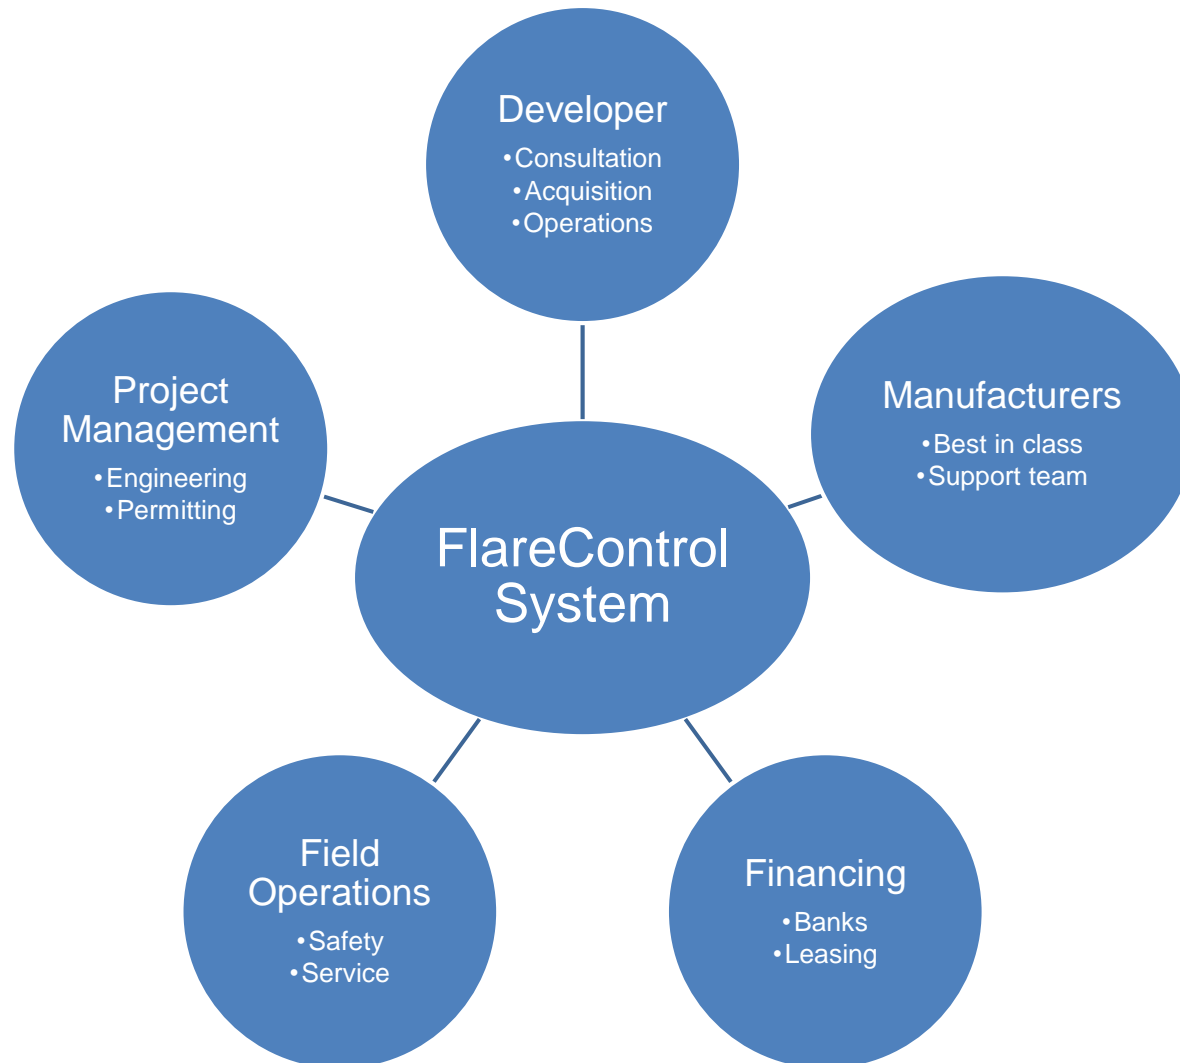 Developer
•Consultation
•Acquisition
•Operations
Manufacturers
•Best in class
•Support team
Project
Management
•Engineering
•Permitting
FlareControl
System
Field
Operations
•Safety
•Service
Financing
•Banks
•Leasing